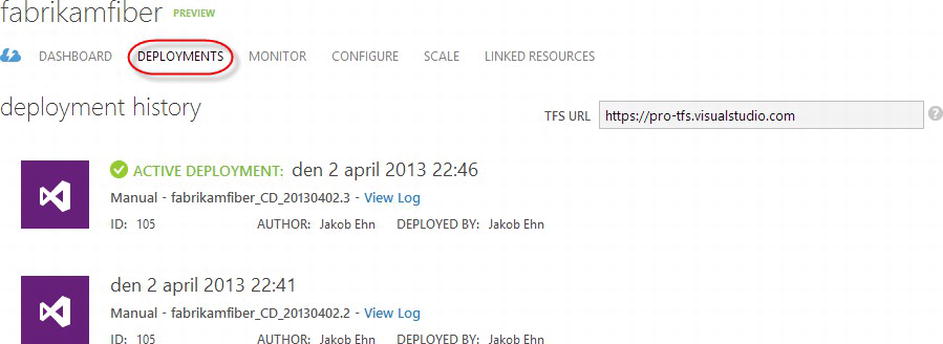 fabrikamfiber PREVIEW
DASHBOARD DEPLOYMENTS MONITOR CONFIGURE SCALE LINKED RESOURCES
deployment history
TFS URL https://pro-tfs.visualstudio.com ?
ACTIVE DEPLOYMENT: den 2 april 2013 22:46
Manual - fabrikamfiber_CD_20130402.3 - View Log
ID: 105 AUTHOR: Jakob Ehn DEPLOYED BY: Jakob Ehn
den 2 april 2013 22:41
Manual - fabrikamfiber_CD_20130402.2 - View Log
ID: 105 AUTHOR: Jakob Ehn DEPLOYED BY: Jakob Ehn